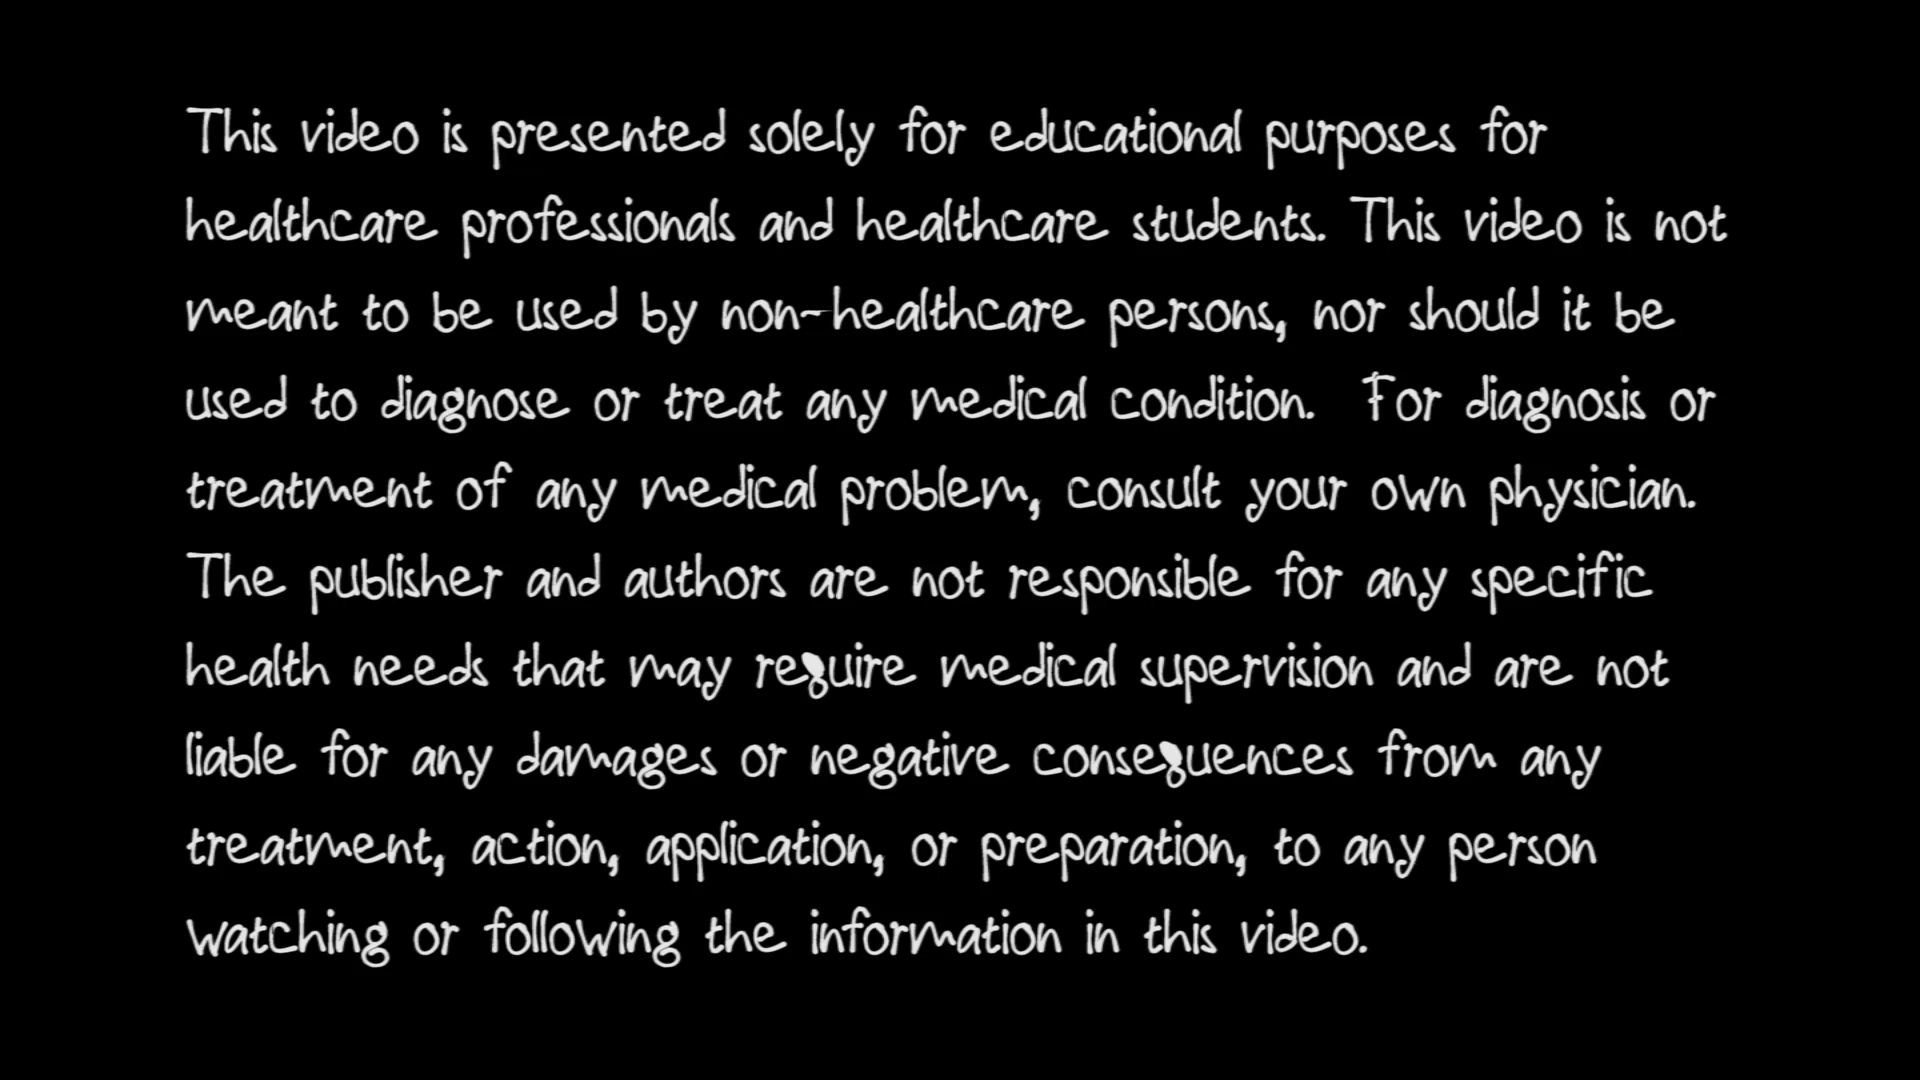 This video is presented solely for educational purposes for
healthcare professionals and healthcare students. This video is not
meant to be used by non-healthcare persons, nor should it be
used to diagnose or treat any medical condition.  For diagnosis or
treatment of any medical problem, consult your own physician.
The publisher and authors are not responsible for any specific
health needs that may require medical supervision and are not
liable for any damages or negative consequences from any
treatment, action, application, or preparation, to any person
watching or following the information in this video.